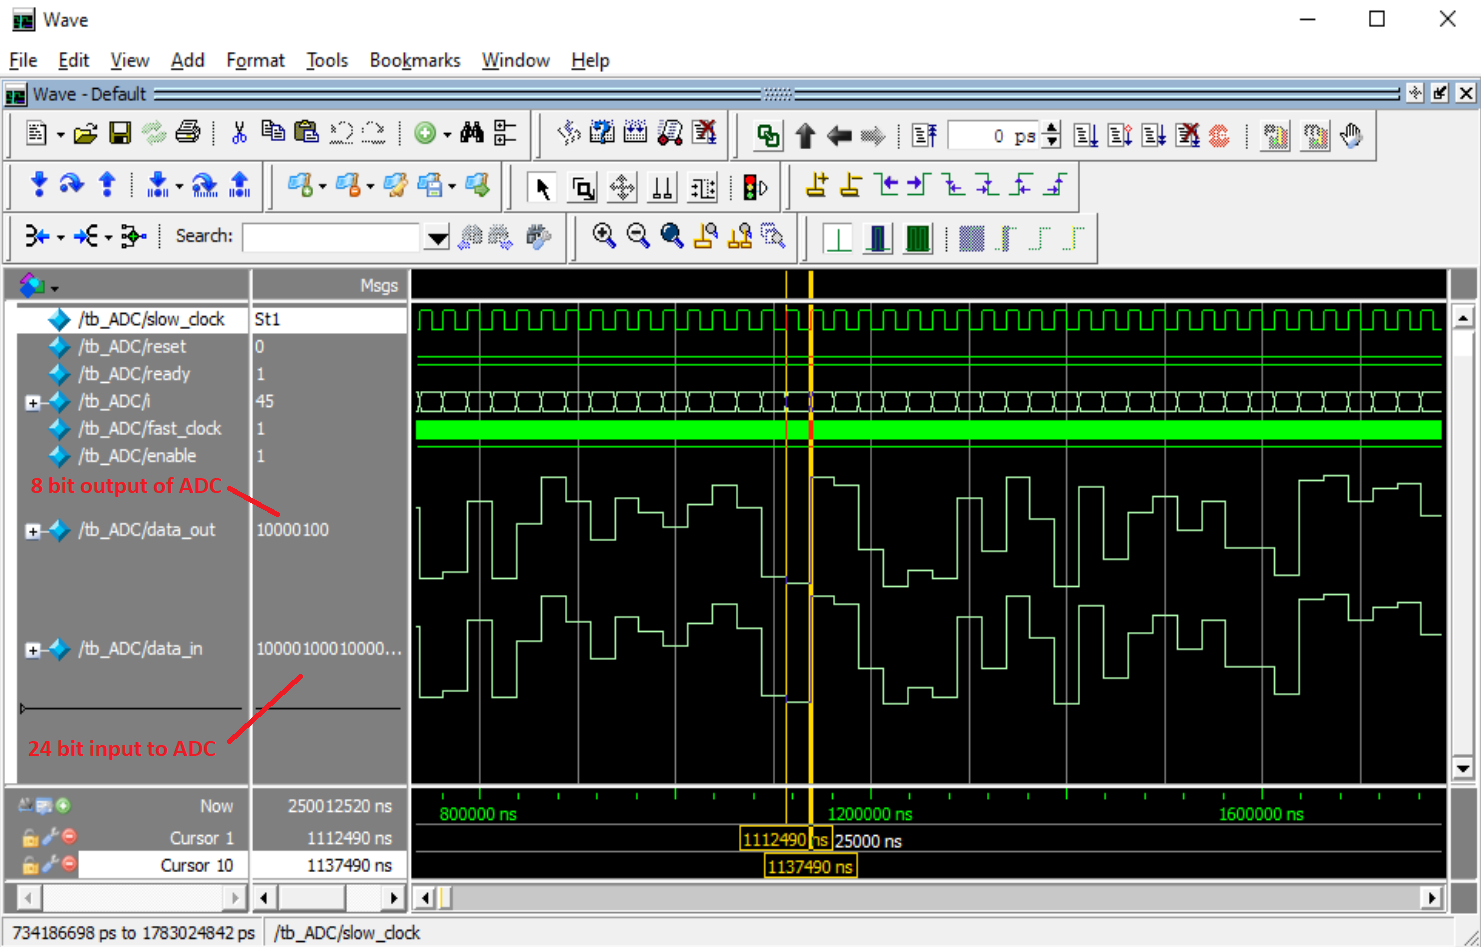 Wave
File Edit View Add Format Tools Bookmarks Window Help
Wave - Default
0 ps
Search:
Msgs
/tb_ADC/slow_clock St1
/tb_ADC/reset 0
/tb_ADC/ready 1
/tb_ADC/i 45
/tb_ADC/fast_clock 1
/tb_ADC/enable 1
8 bit output of ADC
/tb_ADC/data_out 10000100
/tb_ADC/data_in 10000100010000...
24 bit input to ADC
Now 250012520 ns 800000 ns 1200000 ns 1600000 ns
Cursor 1 1112490 ns 1112490 ns 25000 ns
Cursor 10 1137490 ns 1137490 ns
734186698 ps to 1783024842 ps /tb_ADC/slow_clock